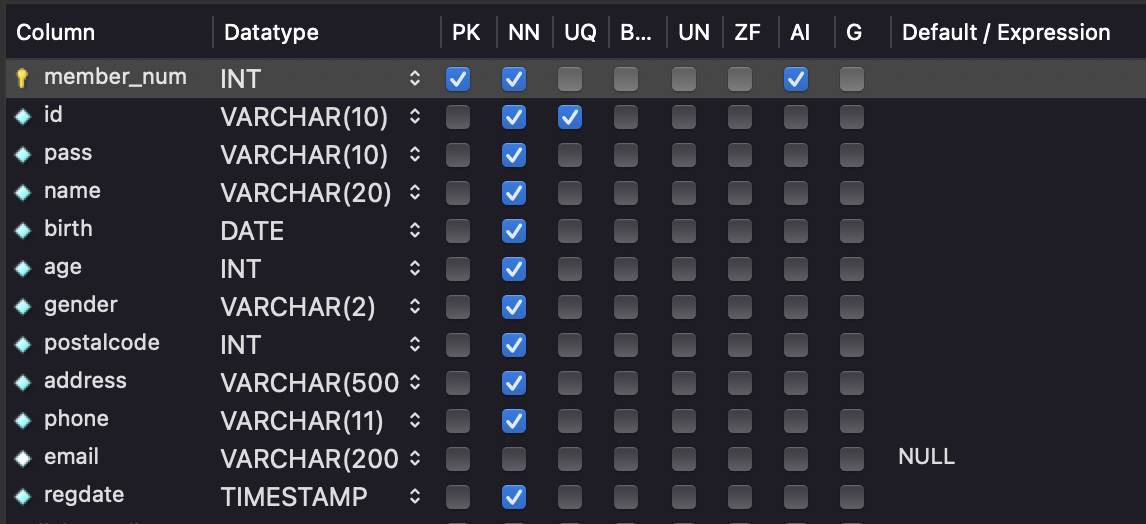 Column Datatype PK NN UQ B... UN ZF AI G Default / Expression
member_num INT
id VARCHAR(10)
pass VARCHAR(10)
name VARCHAR(20)
birth DATE
age INT
gender VARCHAR(2)
postalcode INT
address VARCHAR(500
phone VARCHAR(11)
email VARCHAR(200 NULL
regdate TIMESTAMP